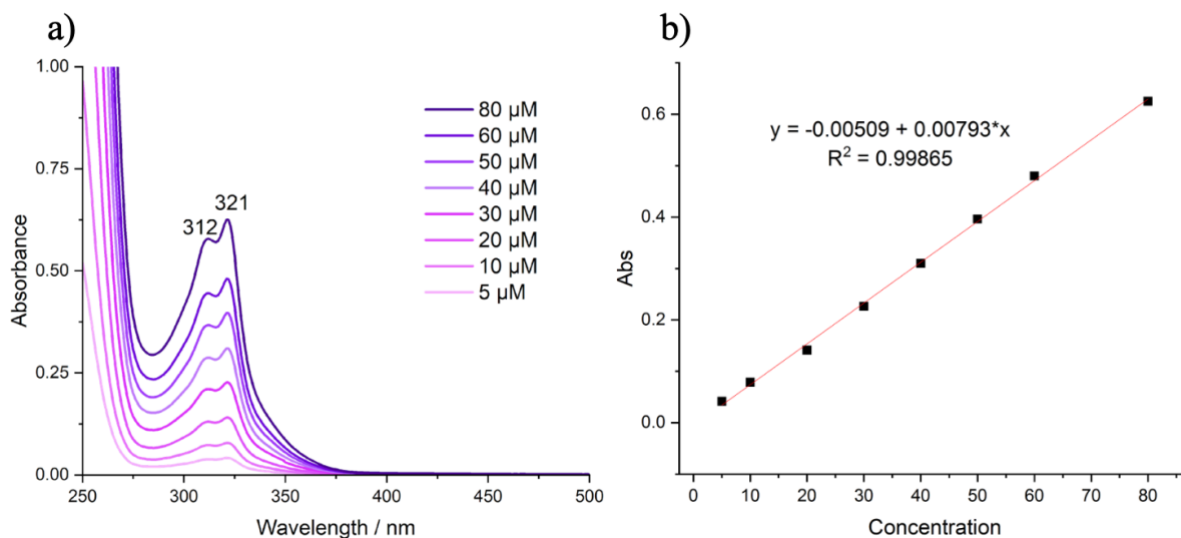 a)
1.00
0.75
0.50
0.25
0.00
Absorbance
312
321
80 μM
60 μM
50 μM
40 μM
30 μM
20 μM
10 μM
5 μM
250
300
350
400
450
500
Wavelength / nm
b)
0.6
0.4
0.2
0.0
Abs
y = -0.00509 + 0.00793*x
R² = 0.99865
0
10
20
30
40
50
60
70
80
Concentration